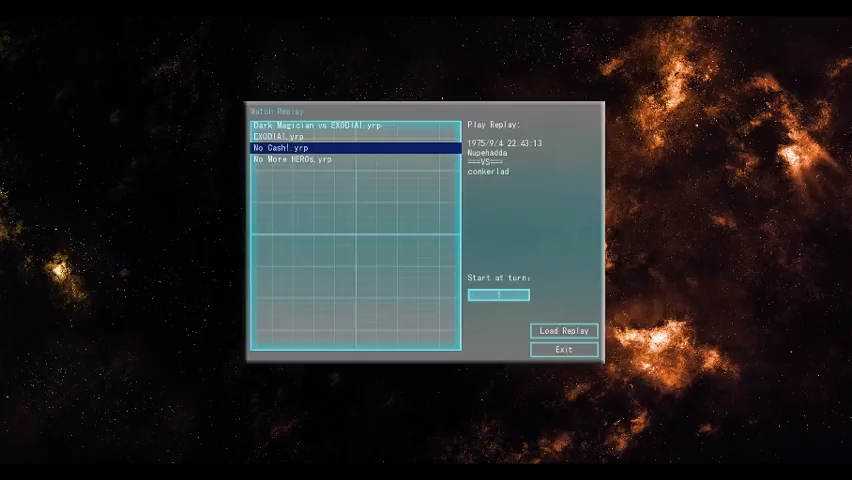 Watch Replay
Dark Magician vs EXODIA!.yrp
EXODIA!.yrp
No Cash!.yrp
No More HEROs.yrp
Play Replay:
1975/9/4 22:43:13
Nupehadda
===VS===
conkerlad
Start at turn:
1
Load Replay
Exit